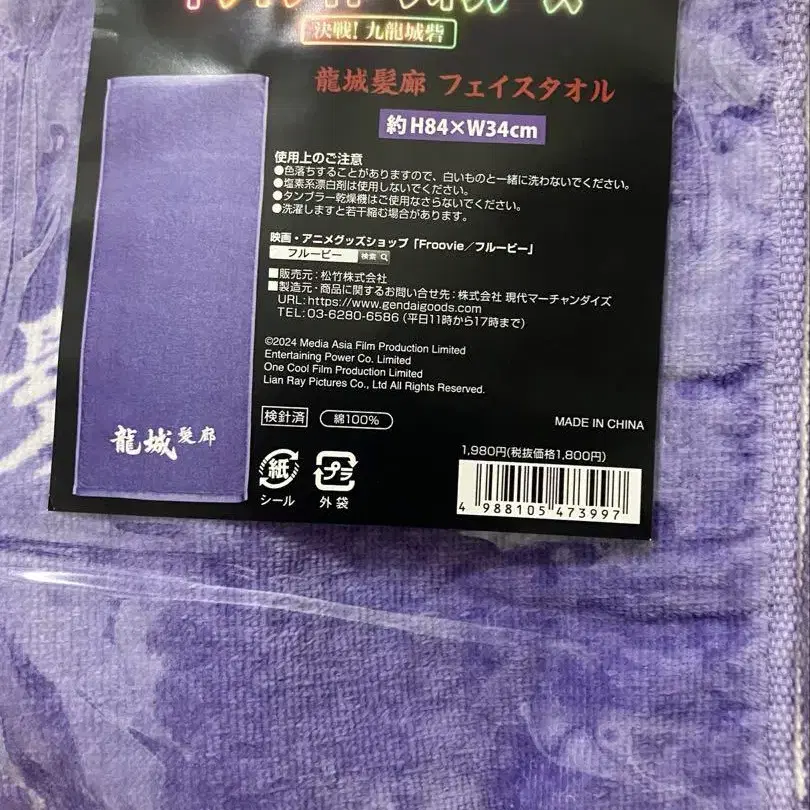 決戦! 九龍城砦
龍城髪廊 フェイスタオル
約H84×W34cm
使用上のご注意
●色落ちすることがありますので、白いものと一緒に洗わないでください。
●塩素系漂白剤は使用しないでください。
●タンブラー乾燥機はご使用なさらないでください。
●洗濯しますと若干縮む場合があります。
映画・アニメグッズショップ「Froovie/フルービー」
フルービー 検索
■販売元:松竹株式会社
■製造元・商品に関するお問い合せ先:株式会社 現代マーチャンダイズ
URL:https://www.gendaigoods.com
TEL:03-6280-6586 (平日11時から17時まで)
©2024 Media Asia Film Production Limited
Entertaining Power Co. Limited
One Cool Film Production Limited
Lian Ray Pictures Co., Ltd All Rights Reserved.
検針済 綿100%
MADE IN CHINA
1,980円(税抜価格1,800円)
紙 プラ
シール 外袋
4 988105 473997
龍城髪廊